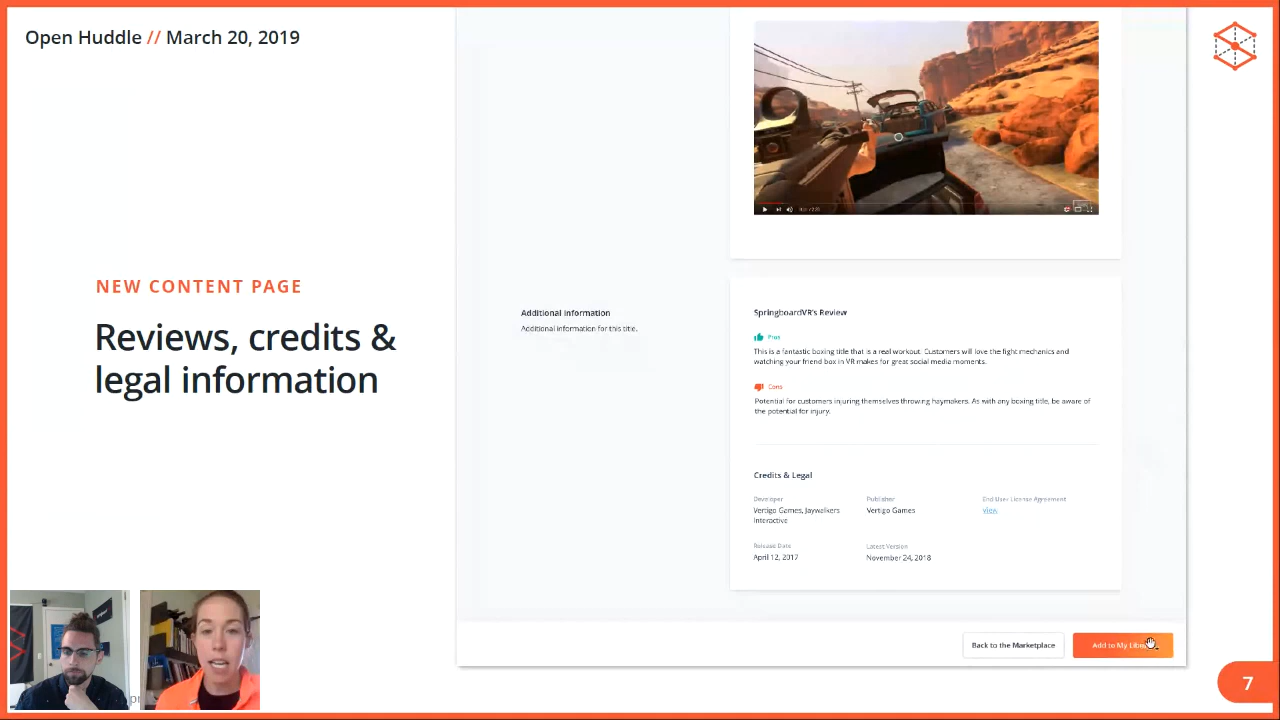 Open Huddle // March 20, 2019
NEW CONTENT PAGE
Reviews, credits &
legal information
Additional Information
Additional information for this title.
SpringboardVR's Review
Pros
This is a fantastic boxing title that is a real workout. Customers will love the fight mechanics and
watching your friend box in VR makes for great social media moments.
Cons
Potential for customers injuring themselves throwing haymakers. As with any boxing title, be aware of
the potential for injury.
Credits & Legal
Developer
Vertigo Games, Jaywalkers
Interactive
Publisher
Vertigo Games
End User License Agreement
View
Release Date
April 12, 2017
Latest Version
November 24, 2018
Back to the Marketplace
Add to My
7